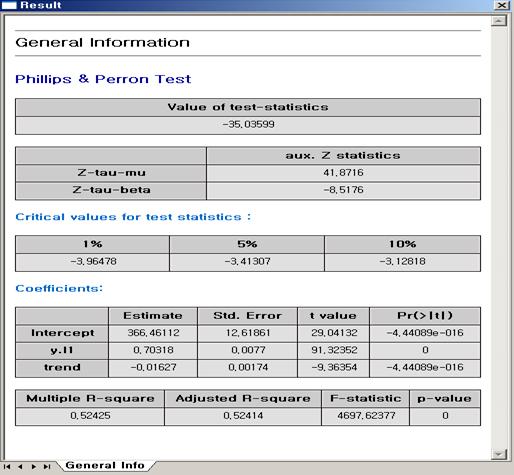 Result
General Information
Phillips & Perron Test
Value of test-statistics
-35,03599
aux. Z statistics
Z-tau-mu 41,8716
Z-tau-beta -8,5176
Critical values for test statistics :
1% 5% 10%
-3,96478 -3,41307 -3,12818
Coefficients:
Estimate Std. Error t value Pr(>|t|)
Intercept 366,46112 12,61861 29,04132 -4,44089e-016
y.l1 0,70318 0,0077 91,32352 0
trend -0,01627 0,00174 -9,36354 -4,44089e-016
Multiple R-square Adjusted R-square F-statistic p-value
0,52425 0,52414 4697,62377 0
General Info